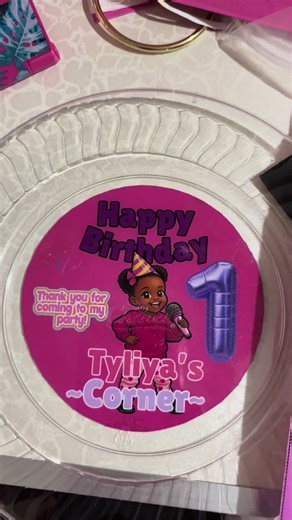 Happy
Birthday
1
Thank you for
coming to my
party!
Tyliya's
~Corner~